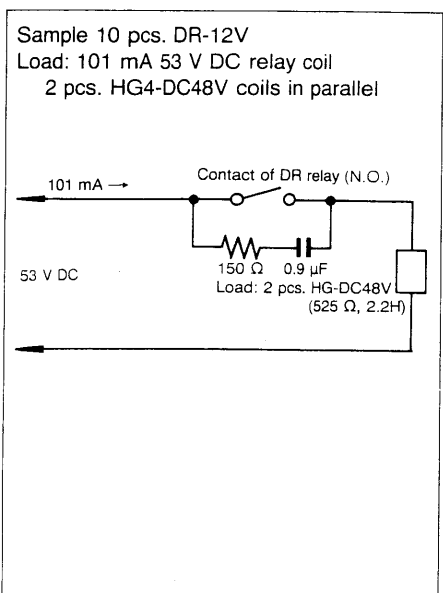 Sample 10 pcs. DR-12V
Load: 101 mA 53 V DC relay coil
2 pcs. HG4-DC48V coils in parallel
Contact of DR relay (N.O.)
101 mA →
150 Ω 0.9 µF
53 V DC
Load: 2 pcs. HG-DC48V
(525 Ω, 2.2H)